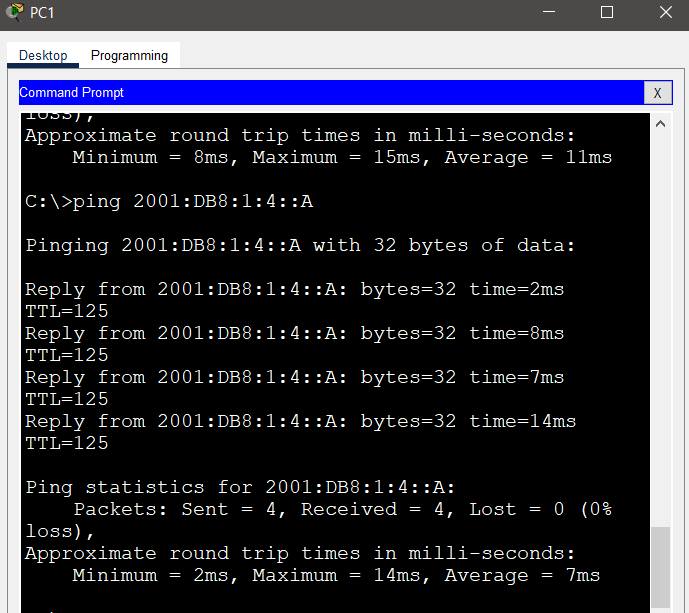 PC1
Desktop Programming
Command Prompt X
loss),
Approximate round trip times in milli-seconds:
    Minimum = 8ms, Maximum = 15ms, Average = 11ms
C:\>ping 2001:DB8:1:4::A
Pinging 2001:DB8:1:4::A with 32 bytes of data:
Reply from 2001:DB8:1:4::A: bytes=32 time=2ms
TTL=125
Reply from 2001:DB8:1:4::A: bytes=32 time=8ms
TTL=125
Reply from 2001:DB8:1:4::A: bytes=32 time=7ms
TTL=125
Reply from 2001:DB8:1:4::A: bytes=32 time=14ms
TTL=125
Ping statistics for 2001:DB8:1:4::A:
    Packets: Sent = 4, Received = 4, Lost = 0 (0%
loss),
Approximate round trip times in milli-seconds:
    Minimum = 2ms, Maximum = 14ms, Average = 7ms